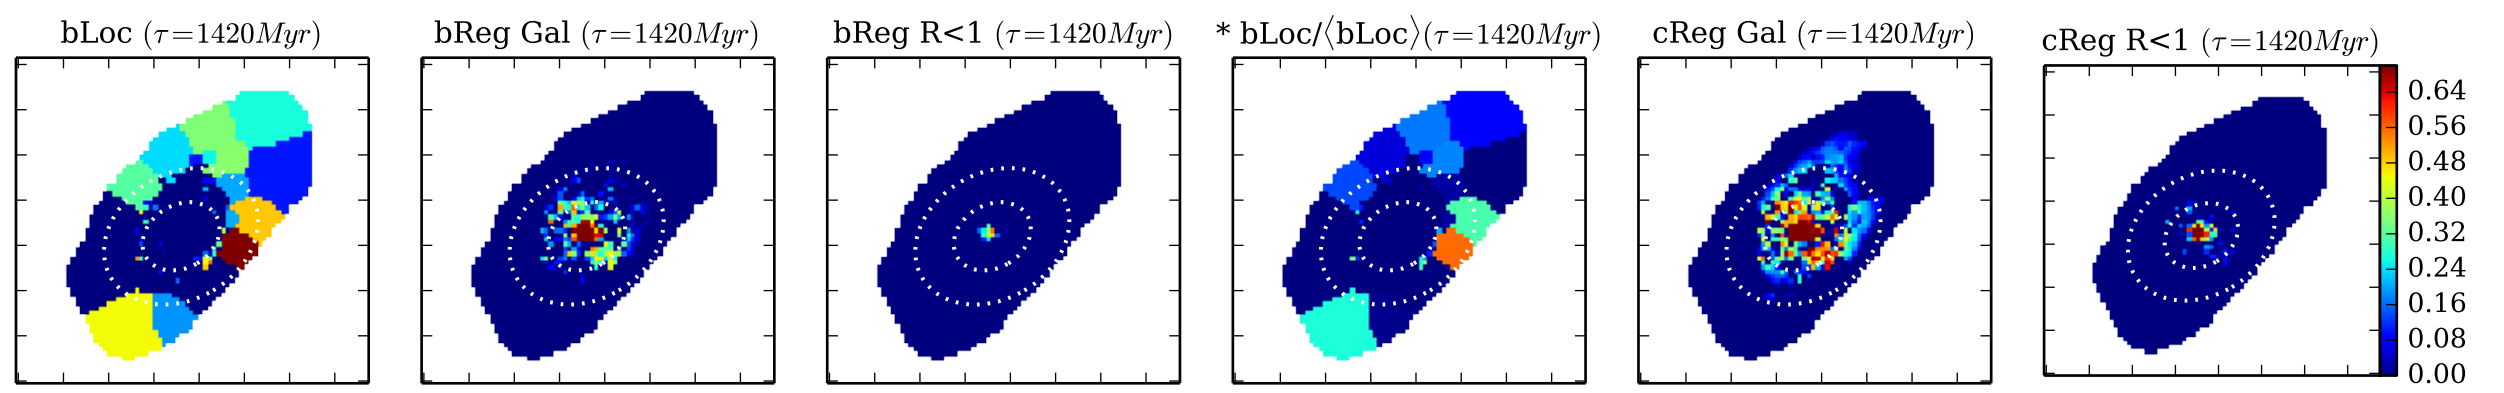 bLoc (τ=1420Myr)
bReg Gal (τ=1420Myr)
bReg R<1 (τ=1420Myr)
* bLoc/⟨bLoc⟩(τ=1420Myr)
cReg Gal (τ=1420Myr)
cReg R<1 (τ=1420Myr)
0.64
0.56
0.48
0.40
0.32
0.24
0.16
0.08
0.00